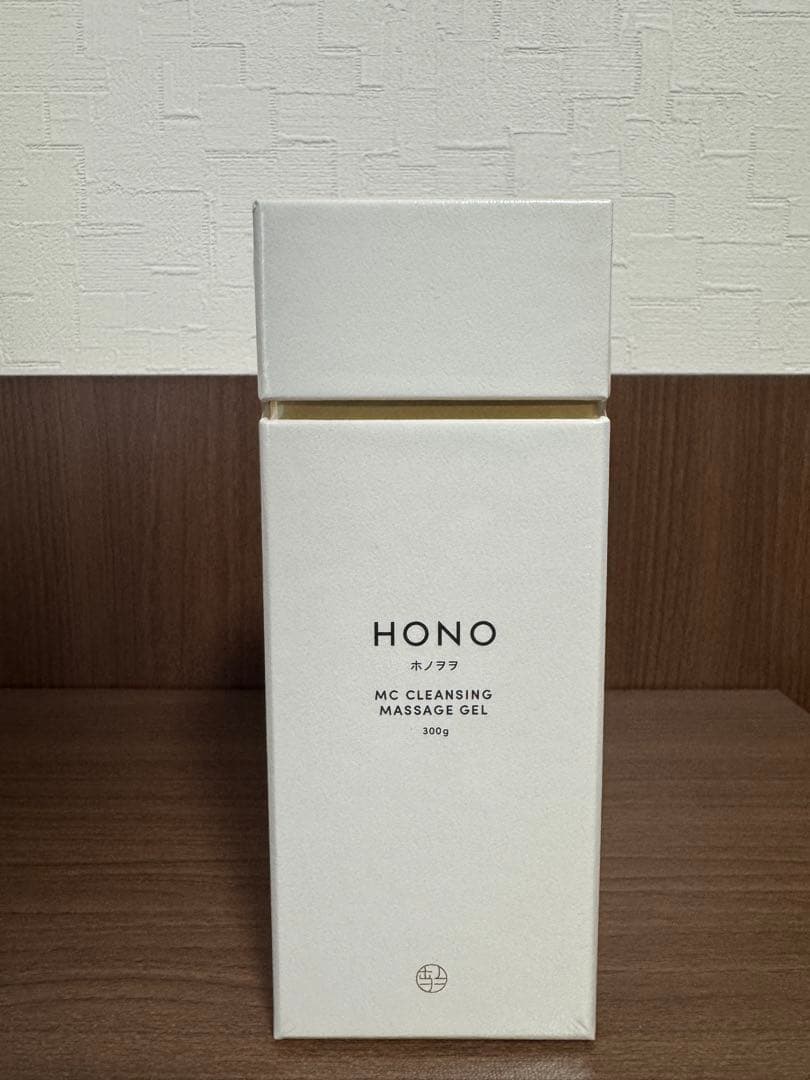 HONO
ホノヲヲ
MC CLEANSING
MASSAGE GEL
300g